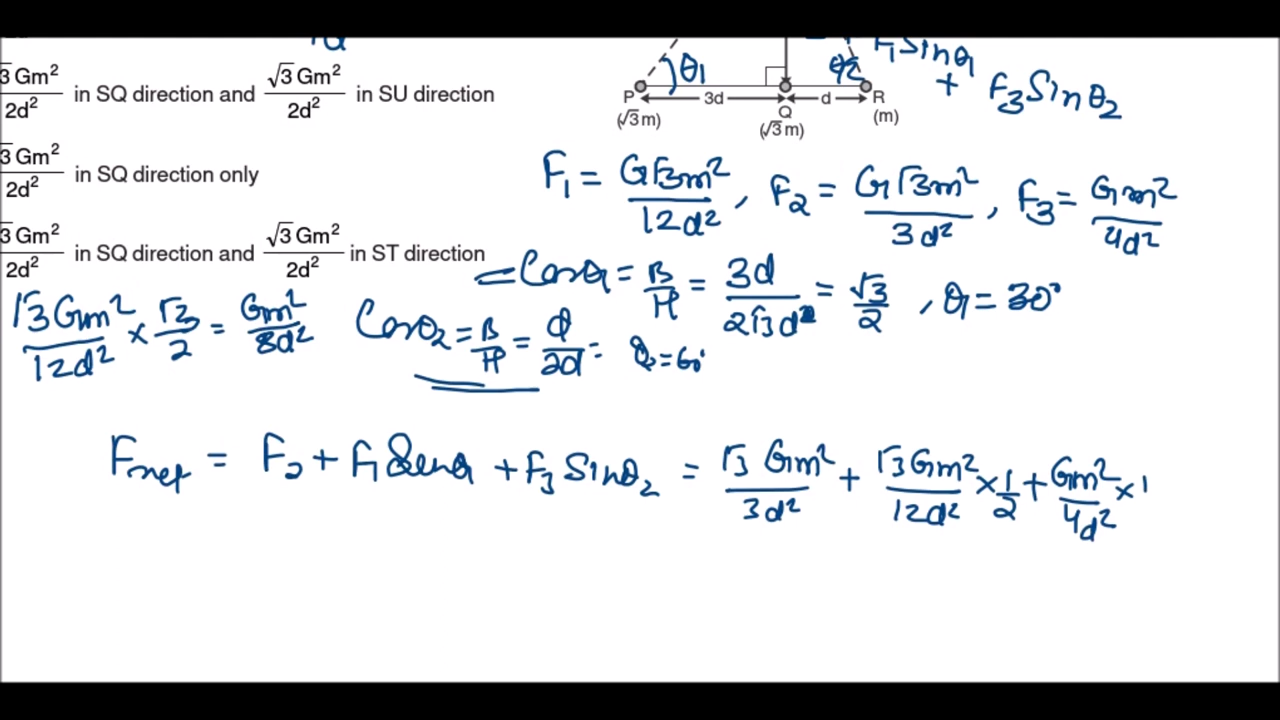 √3 Gm²/2d² in SQ direction and √3 Gm²/2d² in SU direction
√3 Gm²/2d² in SQ direction only
√3 Gm²/2d² in SQ direction and √3 Gm²/2d² in ST direction
θ₁ θ₂ F₁ sinθ₁
+ F₃ Sinθ₂
P 3d Q d R
(√3 m) (√3 m) (m)
F₁ = G√3m²/12d² , F₂ = G√3m²/3d² , F₃ = Gm²/4d²
Cosθ₁ = B/H = 3d/2√3d = √3/2 , θ₁ = 30°
√3Gm²/12d² × √3/2 = Gm²/8d² Cosθ₂ = B/H = d/2d = θ₂ = 60°
Fnet = F₂ + F₁ Sinθ₁ + F₃ Sinθ₂ = √3 Gm²/3d² + √3Gm²/12d² × 1/2 + Gm²/4d² ×